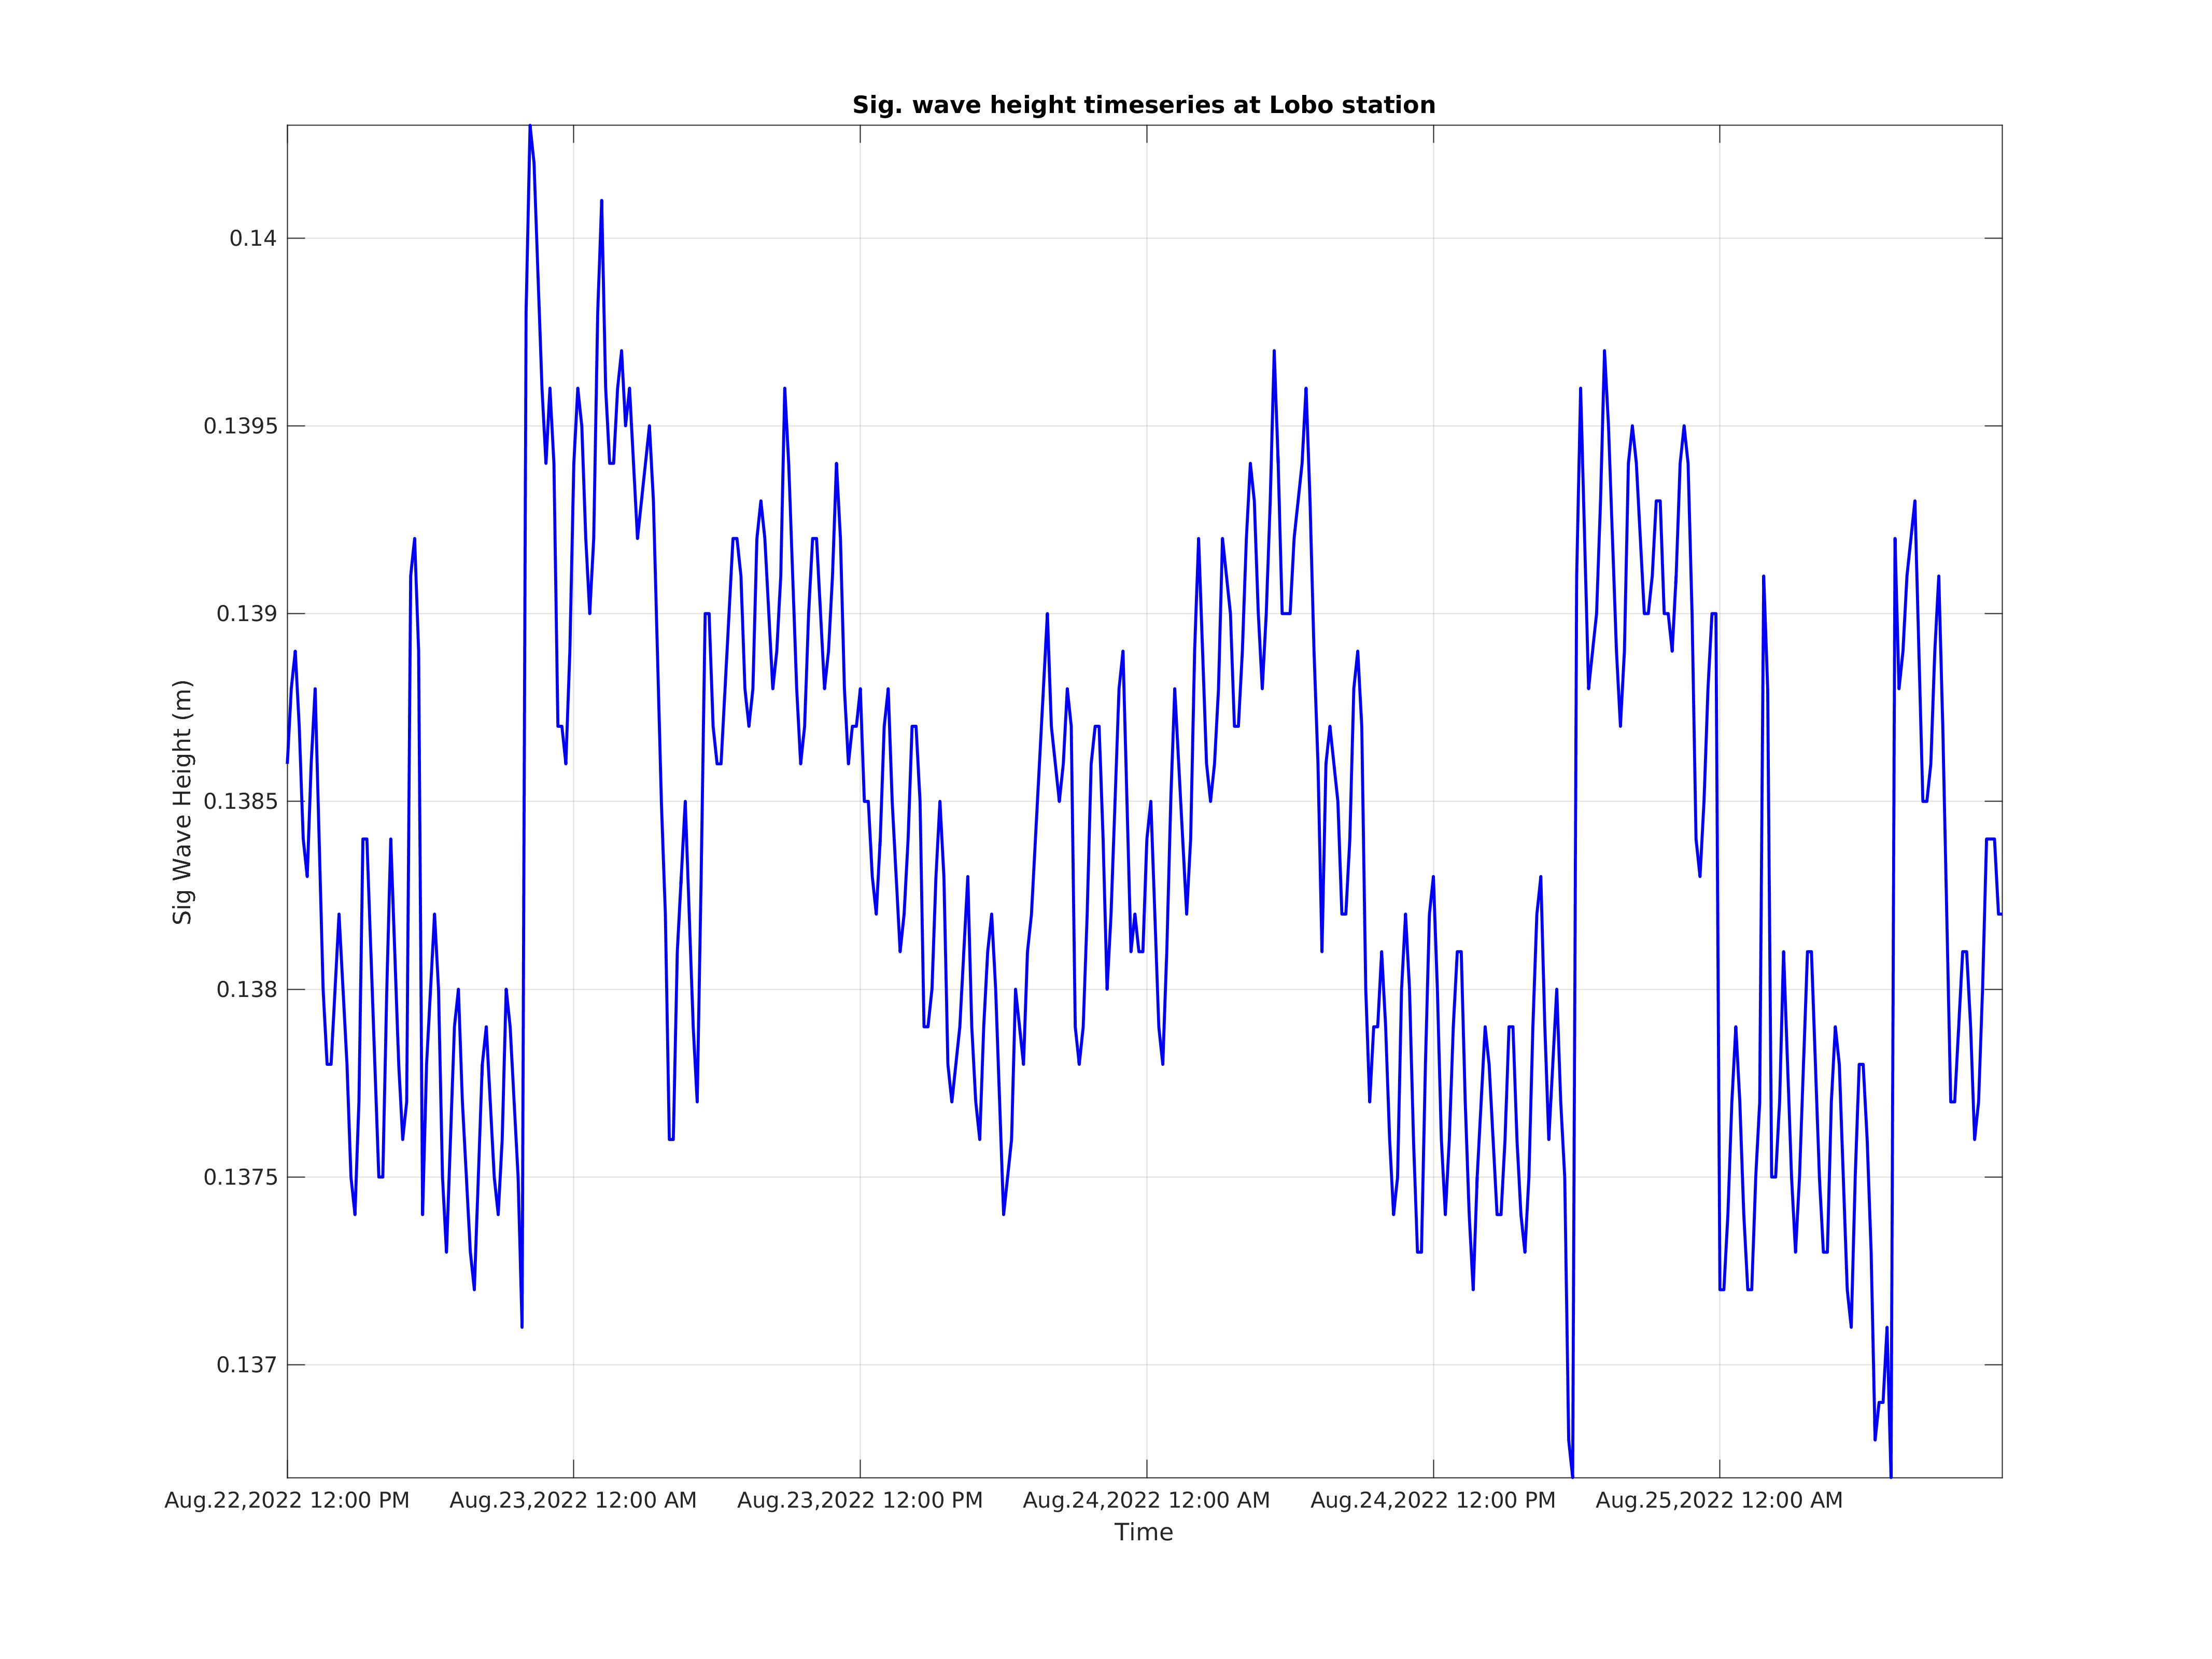 Sig. wave height timeseries at Lobo station
0.14
0.1395
0.139
0.1385
0.138
0.1375
0.137
Sig Wave Height (m)
Aug.22,2022 12:00 PM Aug.23,2022 12:00 AM Aug.23,2022 12:00 PM Aug.24,2022 12:00 AM Aug.24,2022 12:00 PM Aug.25,2022 12:00 AM
Time